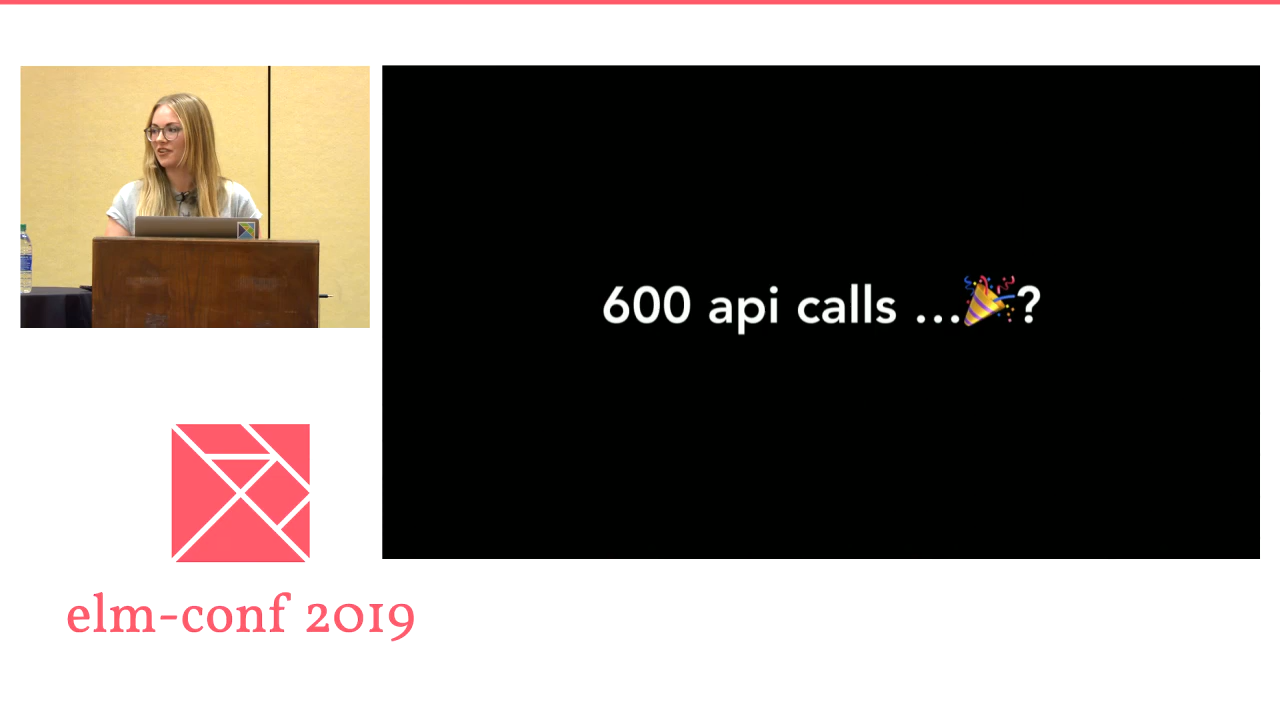 600 api calls ...🎉?
elm-conf 2019